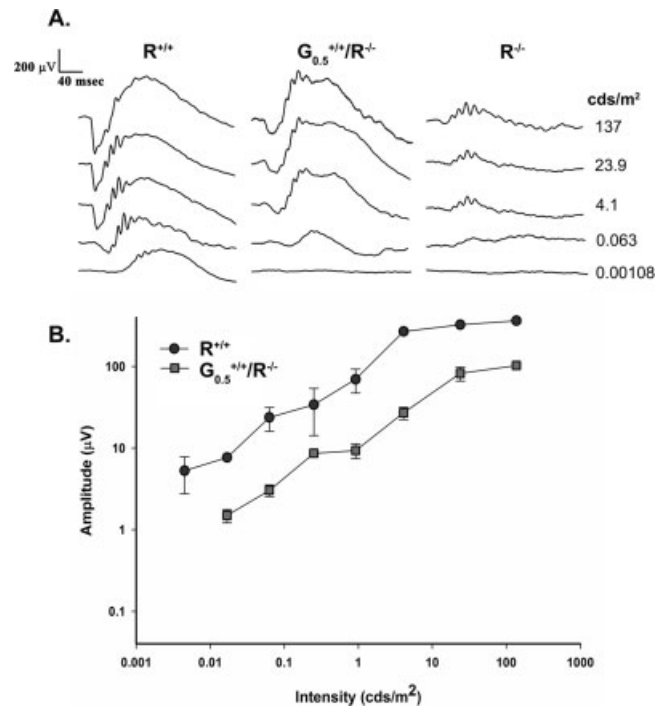 A.
R+/+ G0.5+/+/R-/- R-/-
200 μV
40 msec
cds/m²
137
23.9
4.1
0.063
0.00108
B.
R+/+
G0.5+/+/R-/-
Amplitude (μV)
100
10
1
0.1
0.001 0.01 0.1 1 10 100 1000
Intensity (cds/m²)